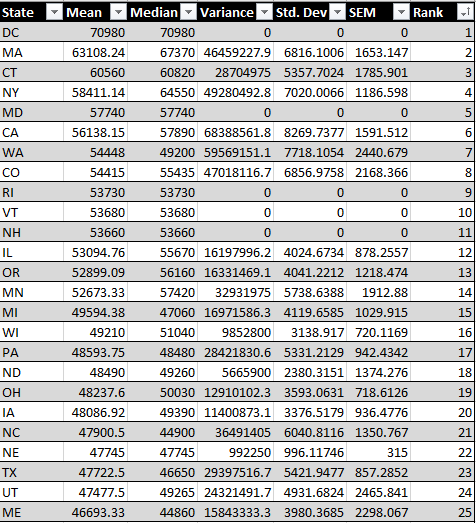 State Mean Median Variance Std. Dev SEM Rank
DC 70980 70980 0 0 0 1
MA 63108.24 67370 46459227.9 6816.1006 1653.147 2
CT 60560 60820 28704975 5357.7024 1785.901 3
NY 58411.14 64550 49280492.8 7020.0066 1186.598 4
MD 57740 57740 0 0 0 5
CA 56138.15 57890 68388561.8 8269.7377 1591.512 6
WA 54448 49200 59569151.1 7718.1054 2440.679 7
CO 54415 55435 47018116.7 6856.9758 2168.366 8
RI 53730 53730 0 0 0 9
VT 53680 53680 0 0 0 10
NH 53660 53660 0 0 0 11
IL 53094.76 55670 16197996.2 4024.6734 878.2557 12
OR 52899.09 56160 16331469.1 4041.2212 1218.474 13
MN 52673.33 57420 32931975 5738.6388 1912.88 14
MI 49594.38 47060 16971586.3 4119.6585 1029.915 15
WI 49210 51040 9852800 3138.917 720.1169 16
PA 48593.75 48480 28421830.6 5331.2129 942.4342 17
ND 48490 49260 5665900 2380.3151 1374.276 18
OH 48237.6 50030 12910102.3 3593.0631 718.6126 19
IA 48086.92 49390 11400873.1 3376.5179 936.4776 20
NC 47900.5 44900 36491405 6040.8116 1350.767 21
NE 47745 47745 992250 996.11746 315 22
TX 47722.5 46650 29397516.7 5421.9477 857.2852 23
UT 47477.5 49265 24321491.7 4931.6824 2465.841 24
ME 46693.33 44860 15843333.3 3980.3685 2298.067 25